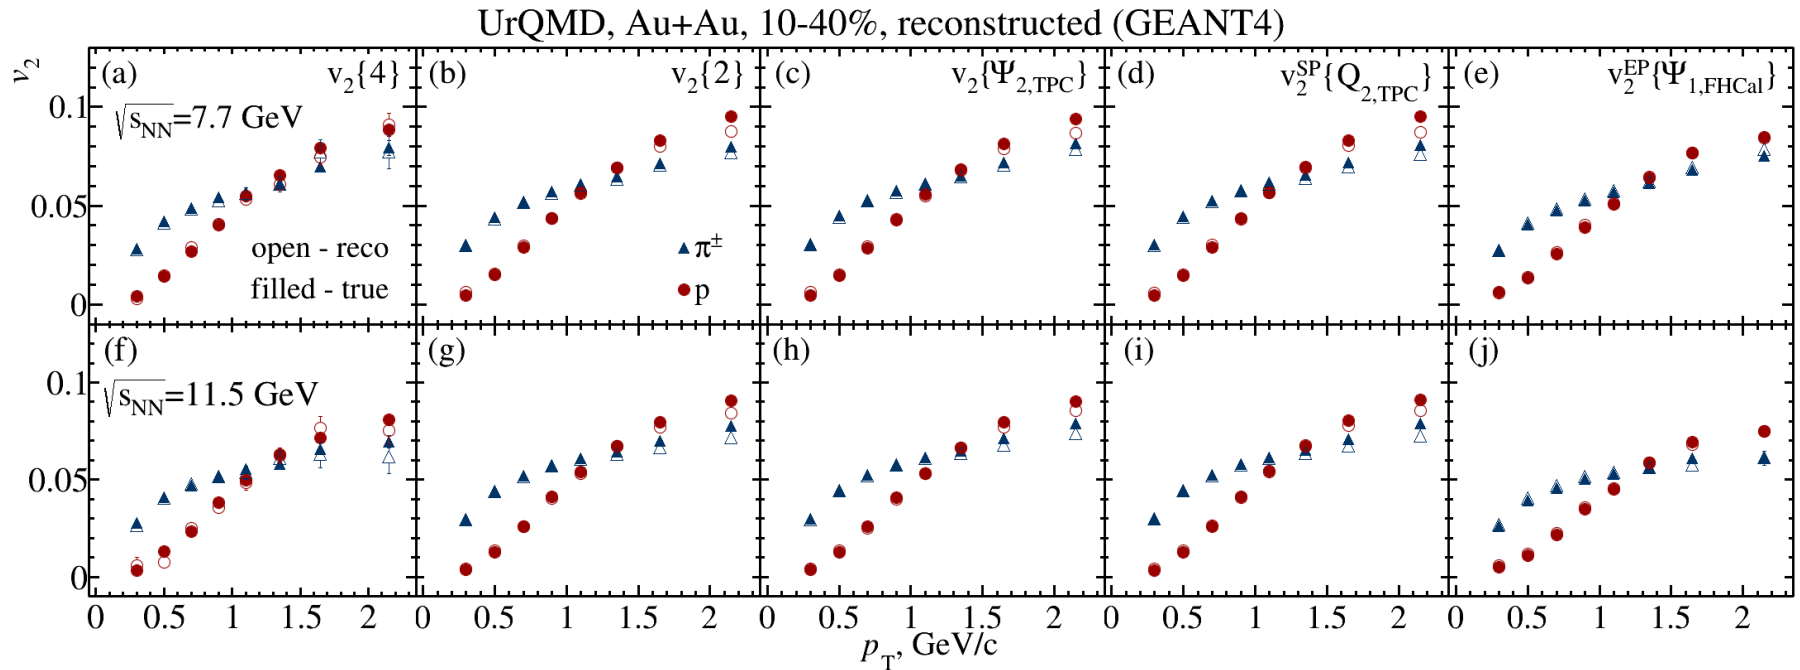 UrQMD, Au+Au, 10-40%, reconstructed (GEANT4)
v₂
(a) v₂{4}
√sNN=7.7 GeV
open - reco
filled - true
(b) v₂{2}
π±
p
(c) v₂{Ψ₂,TPC}
(d) v₂^SP{Q₂,TPC}
(e) v₂^EP{Ψ₁,FHCal}
0.1
0.05
0
(f)
√sNN=11.5 GeV
(g)
(h)
(i)
(j)
0.1
0.05
0
0 0.5 1 1.5 2
0 0.5 1 1.5 2
0 0.5 1 1.5 2
0 0.5 1 1.5 2
0 0.5 1 1.5 2
pT, GeV/c